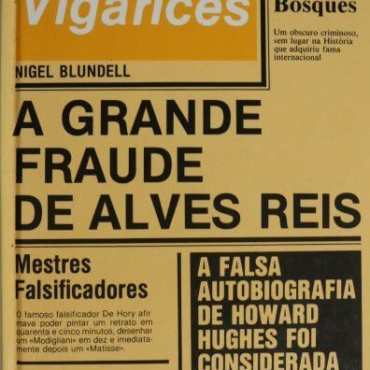 Vigarices
NIGEL BLUNDELL
Bosques
Um obscuro criminoso,
sem lugar na História
que adquiriu fama
internacional
A GRANDE
FRAUDE
DE ALVES REIS
Mestres
Falsificadores
O famoso falsificador De Hory afir
mava poder pintar um retrato em
quarenta e cinco minutos, desenhar
um «Modigliani» em dez e imediata-
mente depois um «Matisse».
A FALSA
AUTOBIOGRAFIA
DE HOWARD
HUGHES FOI
CONSIDERADA